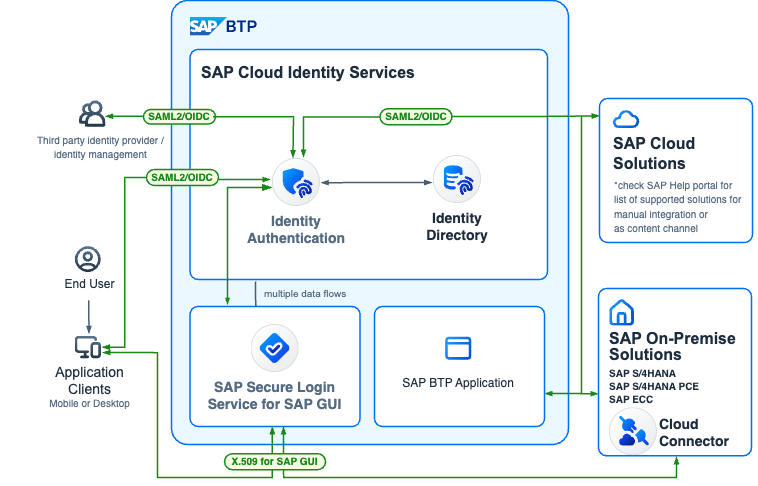 SAP BTP
SAP Cloud Identity Services
SAML2/OIDC
SAML2/OIDC
Third party identity provider /
identity management
SAML2/OIDC
Identity
Authentication
Identity
Directory
SAP Cloud
Solutions
*check SAP Help portal for
list of supported solutions for
manual integration or
as content channel
End User
multiple data flows
Application
Clients
Mobile or Desktop
SAP Secure Login
Service for SAP GUI
SAP BTP Application
SAP On-Premise
Solutions
SAP S/4HANA
SAP S/4HANA PCE
SAP ECC
Cloud
Connector
X.509 for SAP GUI